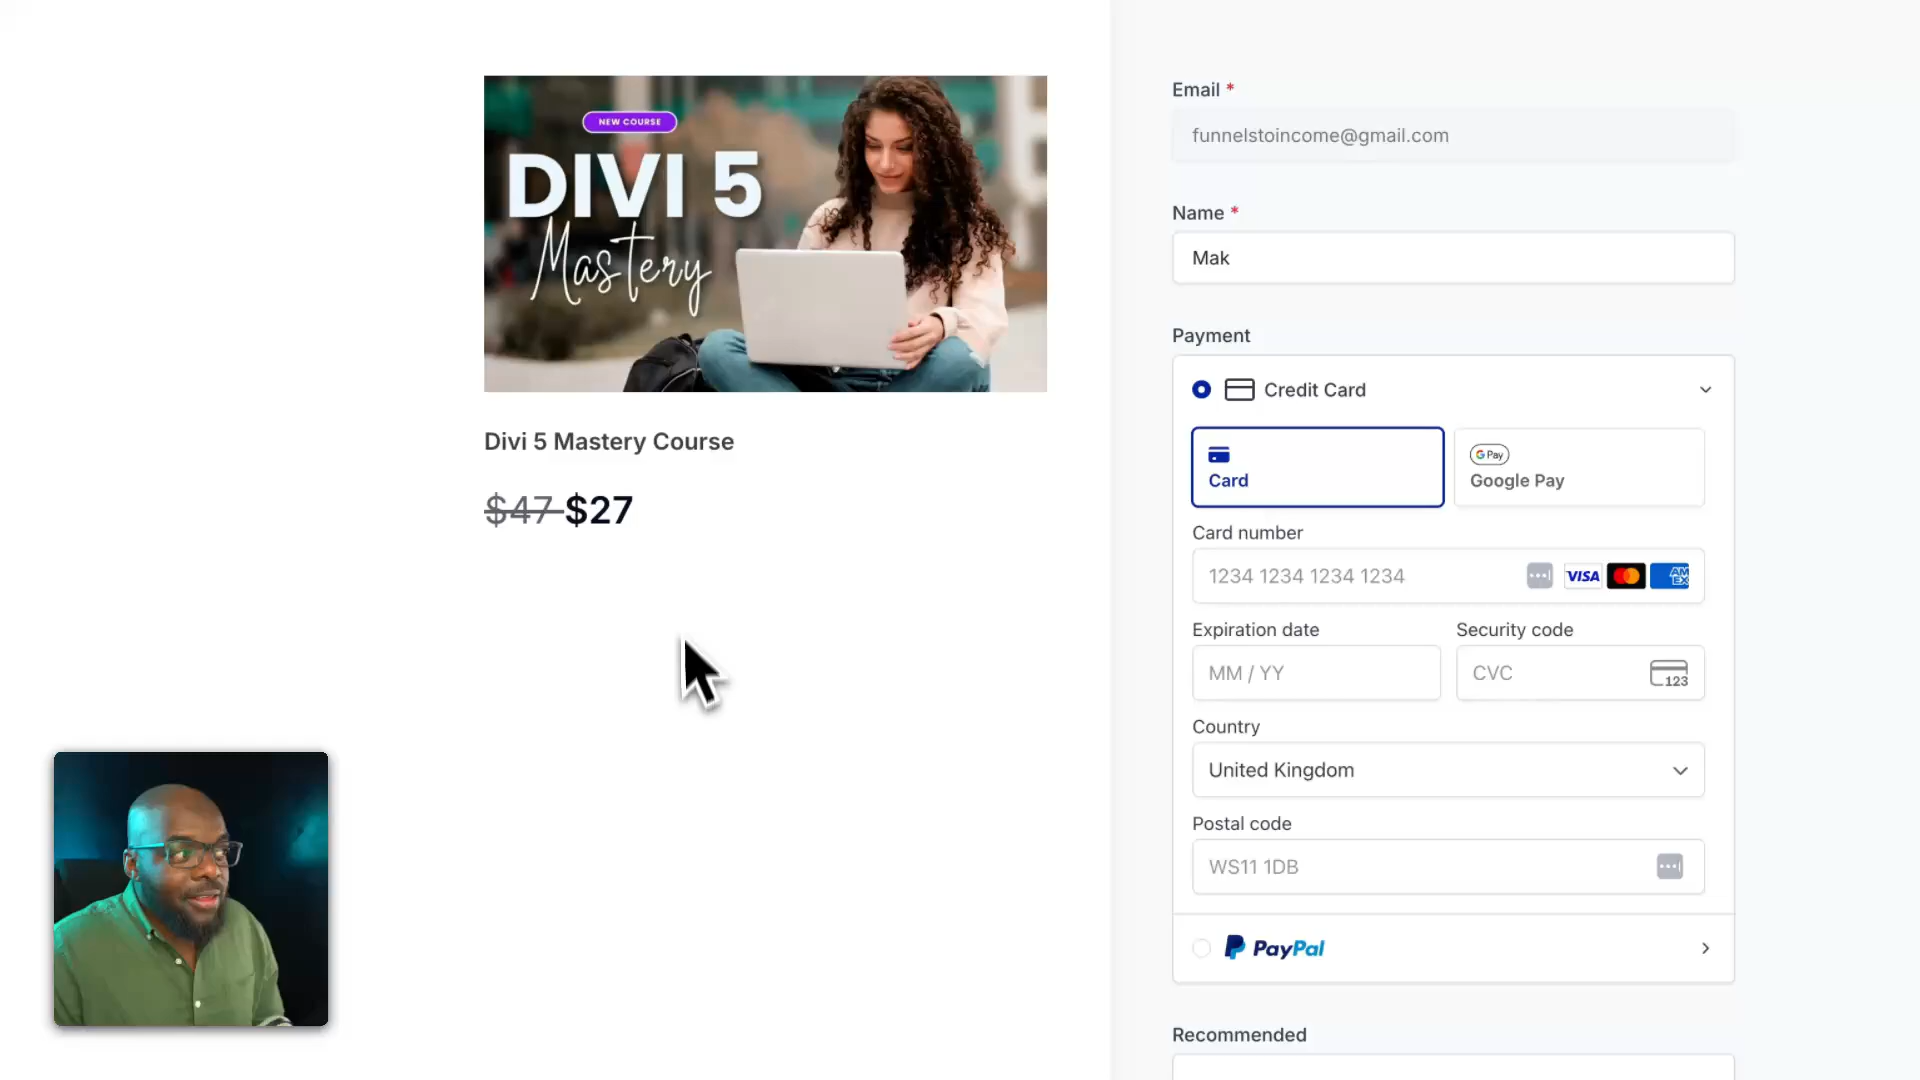 NEW COURSE
DIVI 5
Mastery
Divi 5 Mastery Course
$47 $27
Email *
funnelstoincome@gmail.com
Name *
Mak
Payment
Credit Card
Card
G Pay
Google Pay
Card number
1234 1234 1234 1234
VISA
AM
EX
Expiration date
Security code
MM / YY
CVC
123
Country
United Kingdom
Postal code
WS11 1DB
PayPal
Recommended